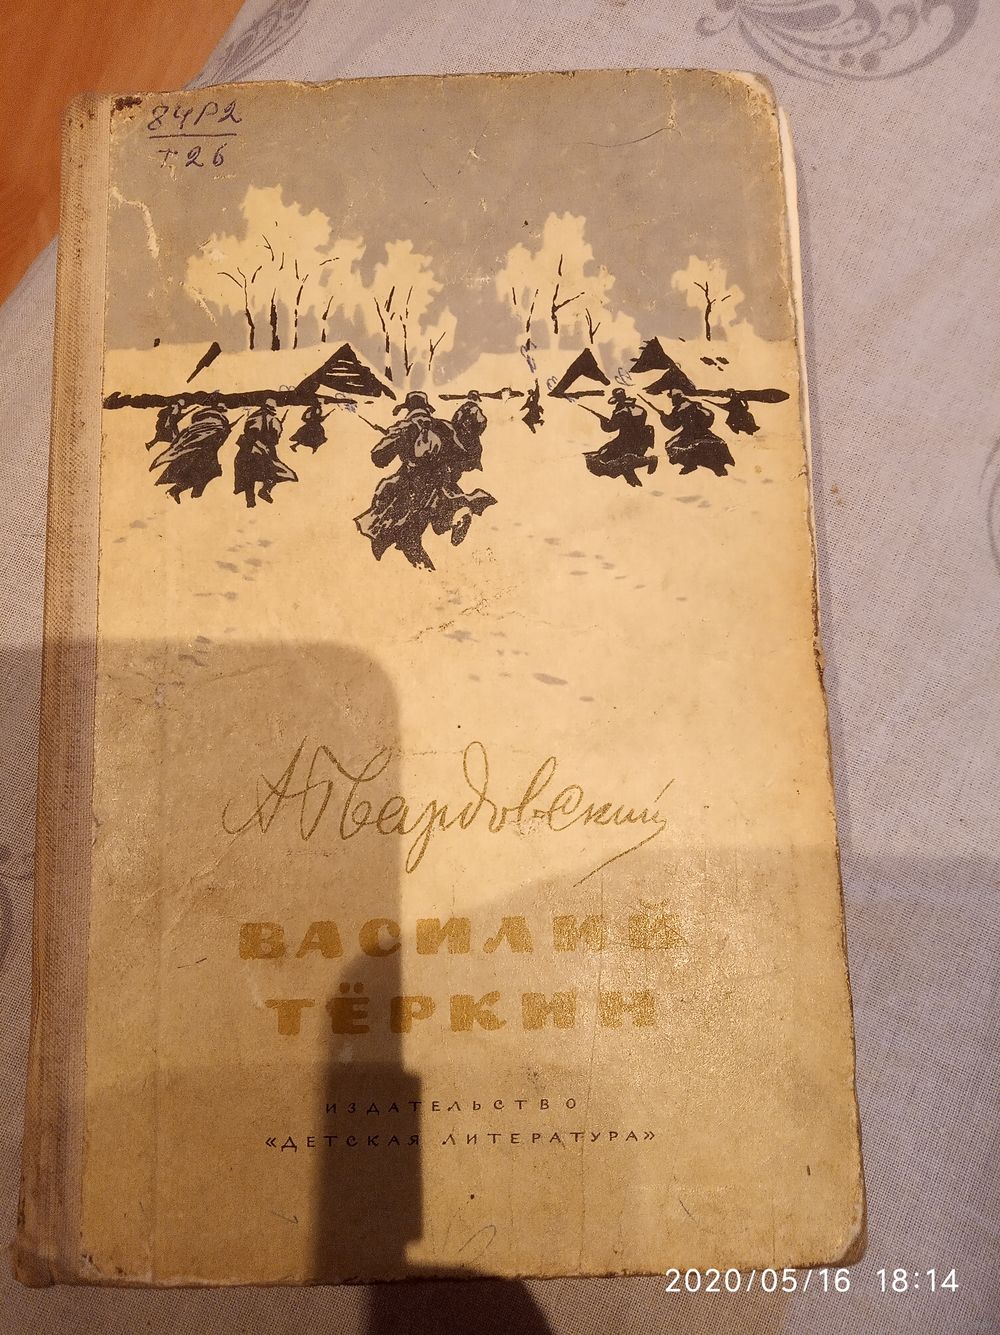 84Р2
Т26
А Твардовский
ВАСИЛИЙ
ТЁРКИН
ИЗДАТЕЛЬСТВО
«ДЕТСКАЯ ЛИТЕРАТУРА»
2020/05/16 18:14